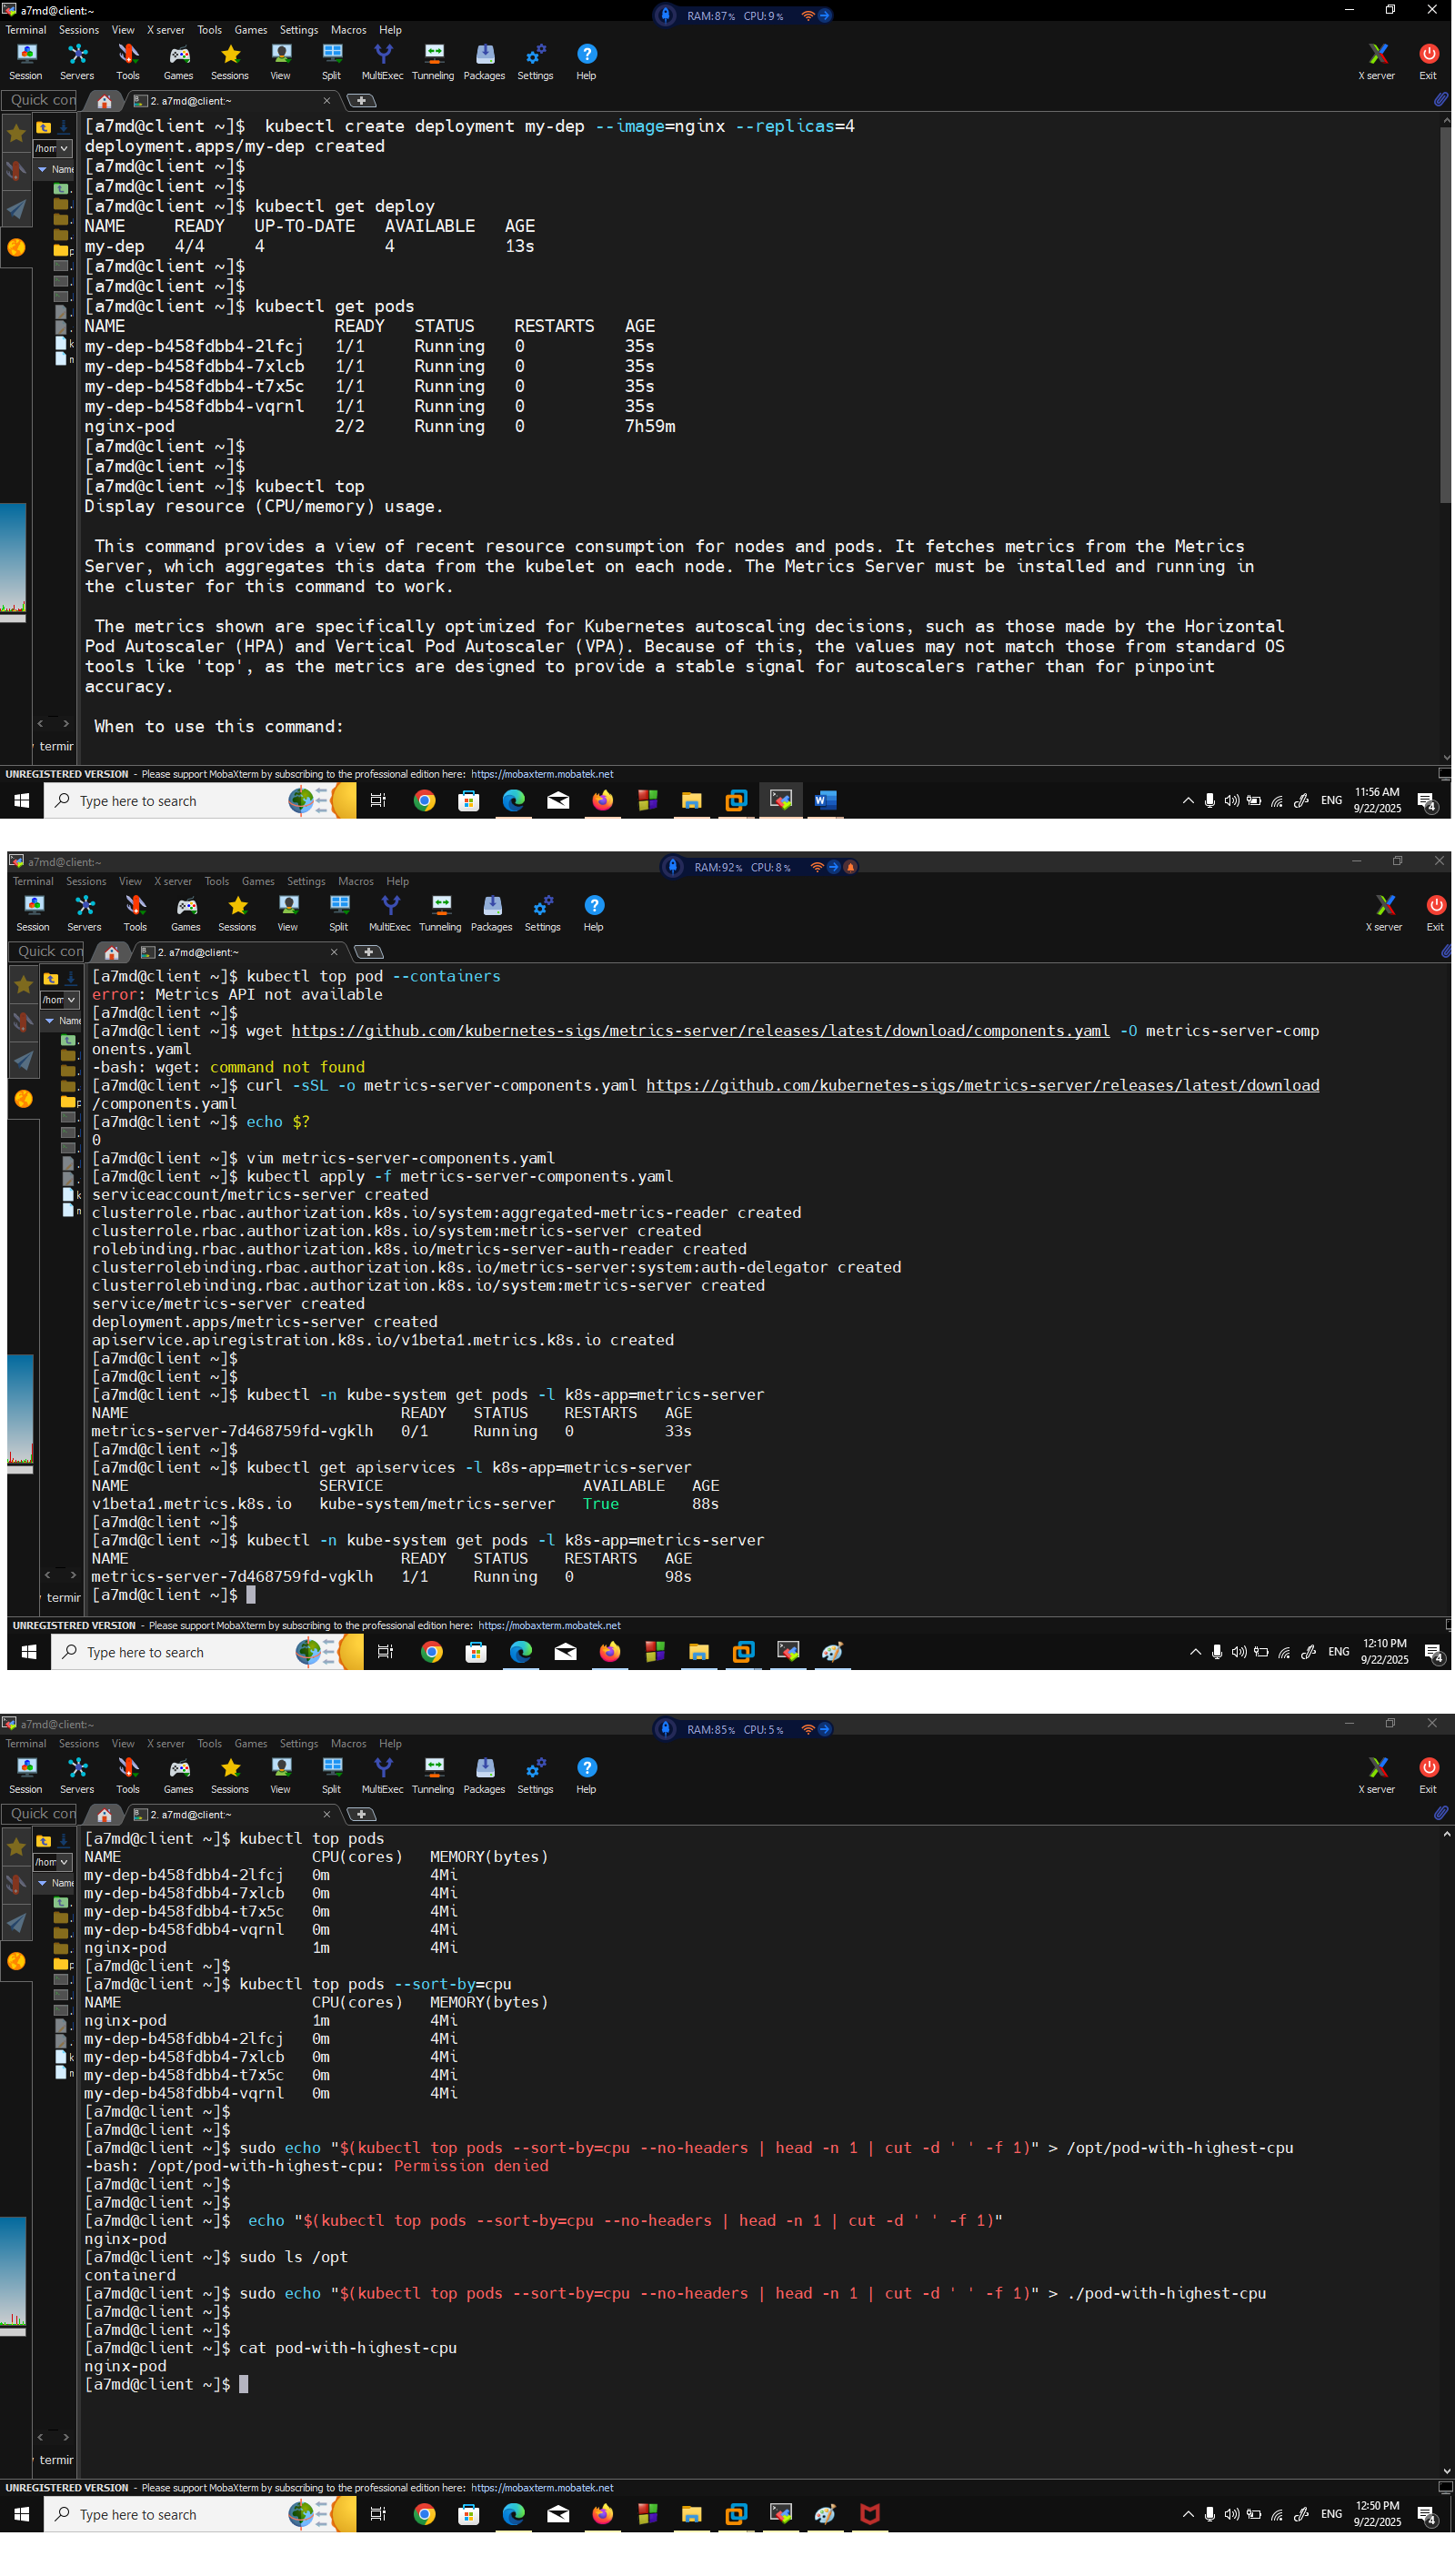 a7md@client:~
RAM:87% CPU:9%
Terminal Sessions View X server Tools Games Settings Macros Help
Session Servers Tools Games Sessions View Split MultiExec Tunneling Packages Settings Help X server Exit
Quick con
2. a7md@client:~
/hom
Name
[a7md@client ~]$  kubectl create deployment my-dep --image=nginx --replicas=4
deployment.apps/my-dep created
[a7md@client ~]$
[a7md@client ~]$
[a7md@client ~]$ kubectl get deploy
NAME     READY   UP-TO-DATE   AVAILABLE   AGE
my-dep   4/4     4            4           13s
[a7md@client ~]$
[a7md@client ~]$
[a7md@client ~]$ kubectl get pods
NAME                     READY   STATUS    RESTARTS   AGE
my-dep-b458fdbb4-2lfcj   1/1     Running   0          35s
my-dep-b458fdbb4-7xlcb   1/1     Running   0          35s
my-dep-b458fdbb4-t7x5c   1/1     Running   0          35s
my-dep-b458fdbb4-vqrnl   1/1     Running   0          35s
nginx-pod                2/2     Running   0          7h59m
[a7md@client ~]$
[a7md@client ~]$
[a7md@client ~]$ kubectl top
Display resource (CPU/memory) usage.
This command provides a view of recent resource consumption for nodes and pods. It fetches metrics from the Metrics
Server, which aggregates this data from the kubelet on each node. The Metrics Server must be installed and running in
the cluster for this command to work.
The metrics shown are specifically optimized for Kubernetes autoscaling decisions, such as those made by the Horizontal
Pod Autoscaler (HPA) and Vertical Pod Autoscaler (VPA). Because of this, the values may not match those from standard OS
tools like 'top', as the metrics are designed to provide a stable signal for autoscalers rather than for pinpoint
accuracy.
When to use this command:
termin
UNREGISTERED VERSION - Please support MobaXterm by subscribing to the professional edition here: https://mobaxterm.mobatek.net
Type here to search
ENG
11:56 AM
9/22/2025
4
a7md@client:~
RAM:92% CPU:8%
Terminal Sessions View X server Tools Games Settings Macros Help
Session Servers Tools Games Sessions View Split MultiExec Tunneling Packages Settings Help X server Exit
Quick con
2. a7md@client:~
/hom
Name
[a7md@client ~]$ kubectl top pod --containers
error: Metrics API not available
[a7md@client ~]$
[a7md@client ~]$ wget https://github.com/kubernetes-sigs/metrics-server/releases/latest/download/components.yaml -O metrics-server-comp
onents.yaml
-bash: wget: command not found
[a7md@client ~]$ curl -sSL -o metrics-server-components.yaml https://github.com/kubernetes-sigs/metrics-server/releases/latest/download
/components.yaml
[a7md@client ~]$ echo $?
0
[a7md@client ~]$ vim metrics-server-components.yaml
[a7md@client ~]$ kubectl apply -f metrics-server-components.yaml
serviceaccount/metrics-server created
clusterrole.rbac.authorization.k8s.io/system:aggregated-metrics-reader created
clusterrole.rbac.authorization.k8s.io/system:metrics-server created
rolebinding.rbac.authorization.k8s.io/metrics-server-auth-reader created
clusterrolebinding.rbac.authorization.k8s.io/metrics-server:system:auth-delegator created
clusterrolebinding.rbac.authorization.k8s.io/system:metrics-server created
service/metrics-server created
deployment.apps/metrics-server created
apiservice.apiregistration.k8s.io/v1beta1.metrics.k8s.io created
[a7md@client ~]$
[a7md@client ~]$
[a7md@client ~]$ kubectl -n kube-system get pods -l k8s-app=metrics-server
NAME                              READY   STATUS    RESTARTS   AGE
metrics-server-7d468759fd-vgklh   0/1     Running   0          33s
[a7md@client ~]$
[a7md@client ~]$ kubectl get apiservices -l k8s-app=metrics-server
NAME                     SERVICE                      AVAILABLE   AGE
v1beta1.metrics.k8s.io   kube-system/metrics-server   True        88s
[a7md@client ~]$
[a7md@client ~]$ kubectl -n kube-system get pods -l k8s-app=metrics-server
NAME                              READY   STATUS    RESTARTS   AGE
metrics-server-7d468759fd-vgklh   1/1     Running   0          98s
[a7md@client ~]$
termin
UNREGISTERED VERSION - Please support MobaXterm by subscribing to the professional edition here: https://mobaxterm.mobatek.net
Type here to search
ENG
12:10 PM
9/22/2025
4
a7md@client:~
RAM:85% CPU:5%
Terminal Sessions View X server Tools Games Settings Macros Help
Session Servers Tools Games Sessions View Split MultiExec Tunneling Packages Settings Help X server Exit
Quick con
2. a7md@client:~
/hom
Name
[a7md@client ~]$ kubectl top pods
NAME                     CPU(cores)   MEMORY(bytes)
my-dep-b458fdbb4-2lfcj   0m           4Mi
my-dep-b458fdbb4-7xlcb   0m           4Mi
my-dep-b458fdbb4-t7x5c   0m           4Mi
my-dep-b458fdbb4-vqrnl   0m           4Mi
nginx-pod                1m           4Mi
[a7md@client ~]$
[a7md@client ~]$ kubectl top pods --sort-by=cpu
NAME                     CPU(cores)   MEMORY(bytes)
nginx-pod                1m           4Mi
my-dep-b458fdbb4-2lfcj   0m           4Mi
my-dep-b458fdbb4-7xlcb   0m           4Mi
my-dep-b458fdbb4-t7x5c   0m           4Mi
my-dep-b458fdbb4-vqrnl   0m           4Mi
[a7md@client ~]$
[a7md@client ~]$
[a7md@client ~]$ sudo echo "$(kubectl top pods --sort-by=cpu --no-headers | head -n 1 | cut -d ' ' -f 1)" > /opt/pod-with-highest-cpu
-bash: /opt/pod-with-highest-cpu: Permission denied
[a7md@client ~]$
[a7md@client ~]$
[a7md@client ~]$  echo "$(kubectl top pods --sort-by=cpu --no-headers | head -n 1 | cut -d ' ' -f 1)"
nginx-pod
[a7md@client ~]$ sudo ls /opt
containerd
[a7md@client ~]$ sudo echo "$(kubectl top pods --sort-by=cpu --no-headers | head -n 1 | cut -d ' ' -f 1)" > ./pod-with-highest-cpu
[a7md@client ~]$
[a7md@client ~]$
[a7md@client ~]$ cat pod-with-highest-cpu
nginx-pod
[a7md@client ~]$
termin
UNREGISTERED VERSION - Please support MobaXterm by subscribing to the professional edition here: https://mobaxterm.mobatek.net
Type here to search
ENG
12:50 PM
9/22/2025
4